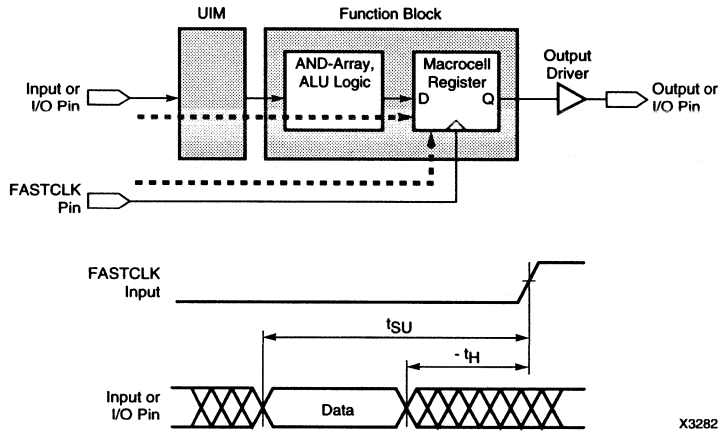 UIM
Function Block
Input or
I/O Pin
AND-Array,
ALU Logic
Macrocell
Register
D
Q
Output
Driver
Output or
I/O Pin
FASTCLK
Pin
FASTCLK
Input
tSU
- tH
Input or
I/O Pin
Data
X3282